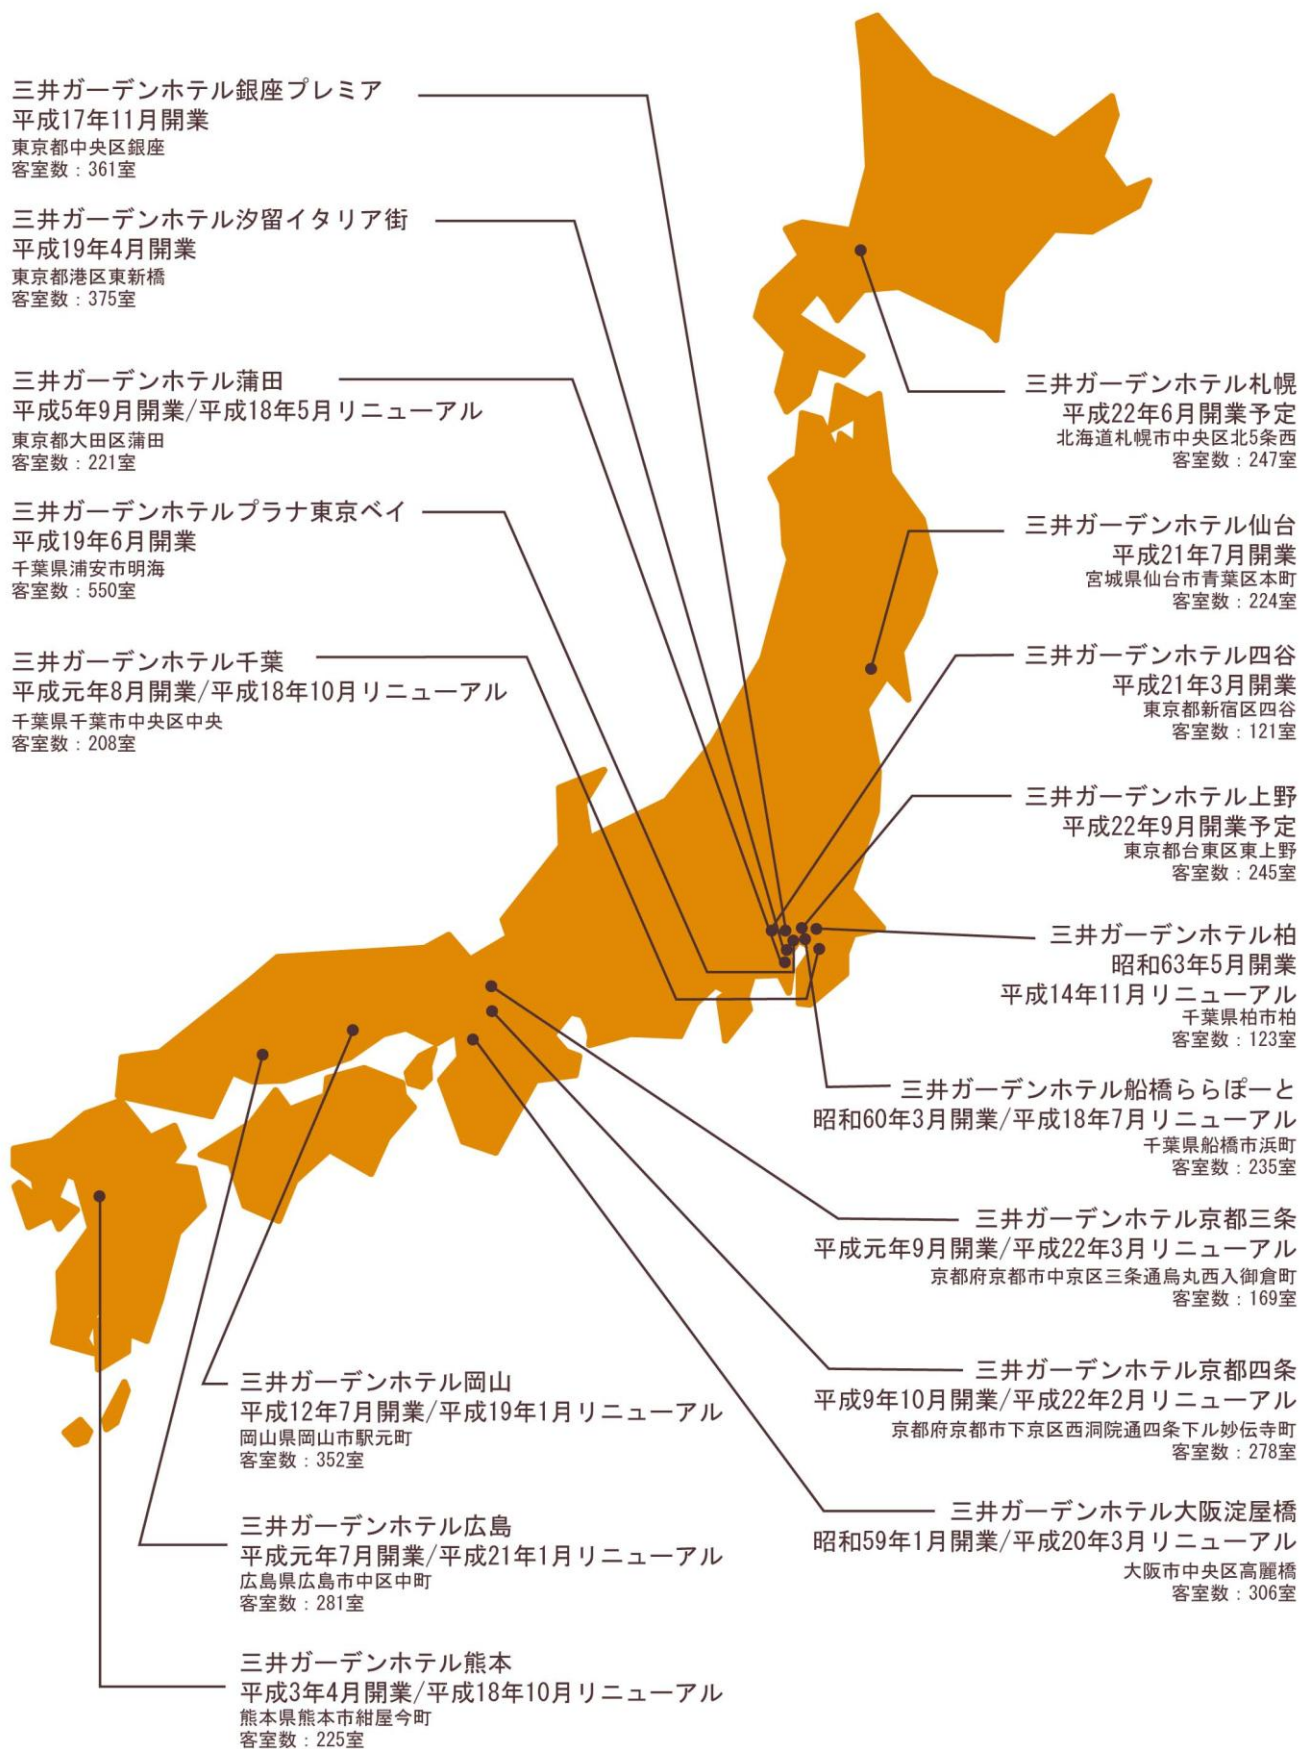 三井ガーデンホテル銀座プレミア
平成17年11月開業
東京都中央区銀座
客室数：361室
三井ガーデンホテル汐留イタリア街
平成19年4月開業
東京都港区東新橋
客室数：375室
三井ガーデンホテル蒲田
平成5年9月開業/平成18年5月リニューアル
東京都大田区蒲田
客室数：221室
三井ガーデンホテルプラナ東京ベイ
平成19年6月開業
千葉県浦安市明海
客室数：550室
三井ガーデンホテル千葉
平成元年8月開業/平成18年10月リニューアル
千葉県千葉市中央区中央
客室数：208室
三井ガーデンホテル札幌
平成22年6月開業予定
北海道札幌市中央区北5条西
客室数：247室
三井ガーデンホテル仙台
平成21年7月開業
宮城県仙台市青葉区本町
客室数：224室
三井ガーデンホテル四谷
平成21年3月開業
東京都新宿区四谷
客室数：121室
三井ガーデンホテル上野
平成22年9月開業予定
東京都台東区東上野
客室数：245室
三井ガーデンホテル柏
昭和63年5月開業
平成14年11月リニューアル
千葉県柏市柏
客室数：123室
三井ガーデンホテル船橋ららぽーと
昭和60年3月開業/平成18年7月リニューアル
千葉県船橋市浜町
客室数：235室
三井ガーデンホテル京都三条
平成元年9月開業/平成22年3月リニューアル
京都府京都市中京区三条通烏丸西入御倉町
客室数：169室
三井ガーデンホテル京都四条
平成9年10月開業/平成22年2月リニューアル
京都府京都市下京区西洞院通四条下ル妙伝寺町
客室数：278室
三井ガーデンホテル大阪淀屋橋
昭和59年1月開業/平成20年3月リニューアル
大阪市中央区高麗橋
客室数：306室
三井ガーデンホテル岡山
平成12年7月開業/平成19年1月リニューアル
岡山県岡山市駅元町
客室数：352室
三井ガーデンホテル広島
平成元年7月開業/平成21年1月リニューアル
広島県広島市中区中町
客室数：281室
三井ガーデンホテル熊本
平成3年4月開業/平成18年10月リニューアル
熊本県熊本市紺屋今町
客室数：225室